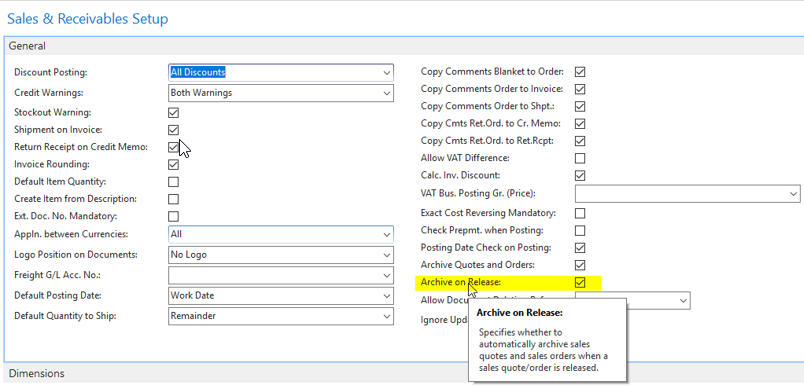 Sales & Receivables Setup
General
Discount Posting: All Discounts
Credit Warnings: Both Warnings
Stockout Warning:
Shipment on Invoice:
Return Receipt on Credit Memo:
Invoice Rounding:
Default Item Quantity:
Create Item from Description:
Ext. Doc. No. Mandatory:
Appln. between Currencies: All
Logo Position on Documents: No Logo
Freight G/L Acc. No.:
Default Posting Date: Work Date
Default Quantity to Ship: Remainder
Copy Comments Blanket to Order:
Copy Comments Order to Invoice:
Copy Comments Order to Shpt.:
Copy Cmts Ret.Ord. to Cr. Memo:
Copy Cmts Ret.Ord. to Ret.Rcpt:
Allow VAT Difference:
Calc. Inv. Discount:
VAT Bus. Posting Gr. (Price):
Exact Cost Reversing Mandatory:
Check Prepmt. when Posting:
Posting Date Check on Posting:
Archive Quotes and Orders:
Archive on Release:
Allow
Ignore
Archive on Release:
Specifies whether to
automatically archive sales
quotes and sales orders when a
sales quote/order is released.
Dimensions